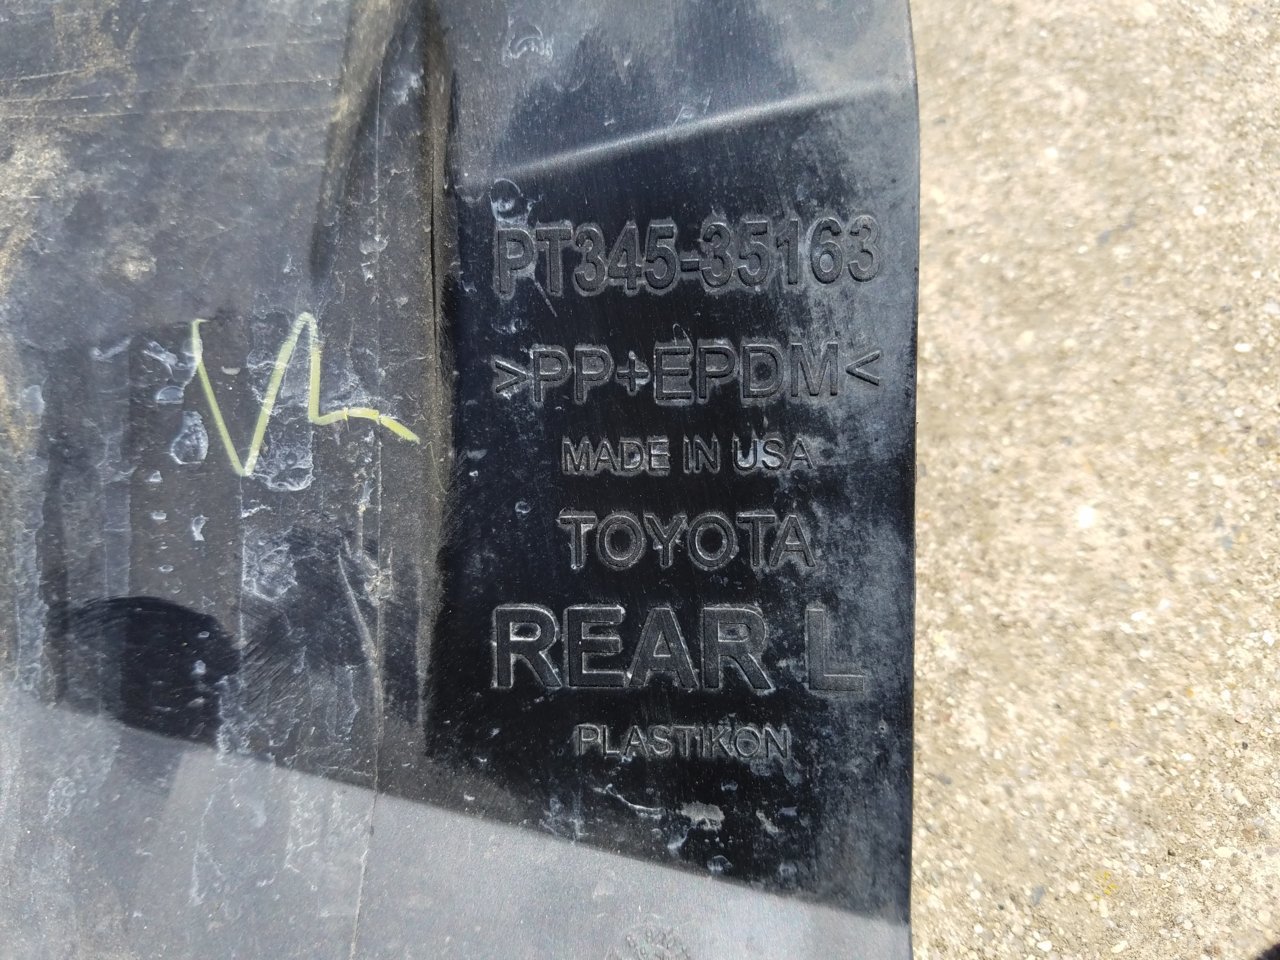 PT345-35163
>PP+EPDM<
MADE IN USA
TOYOTA
REAR L
PLASTIKON